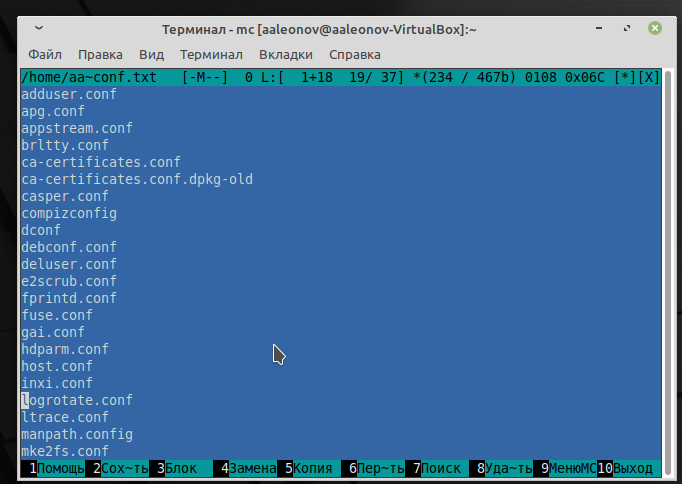 Терминал - mc [aaleonov@aaleonov-VirtualBox]:~
Файл Правка Вид Терминал Вкладки Справка
/home/aa~conf.txt [-M--] 0 L:[ 1+18 19/ 37] *(234 / 467b) 0108 0x06C [*][X]
adduser.conf
apg.conf
appstream.conf
brltty.conf
ca-certificates.conf
ca-certificates.conf.dpkg-old
casper.conf
compizconfig
dconf
debconf.conf
deluser.conf
e2scrub.conf
fprintd.conf
fuse.conf
gai.conf
hdparm.conf
host.conf
inxi.conf
logrotate.conf
ltrace.conf
manpath.config
mke2fs.conf
1Помощь 2Сох~ть 3Блок 4Замена 5Копия 6Пер~ть 7Поиск 8Уда~ть 9МенюMC 10Выход